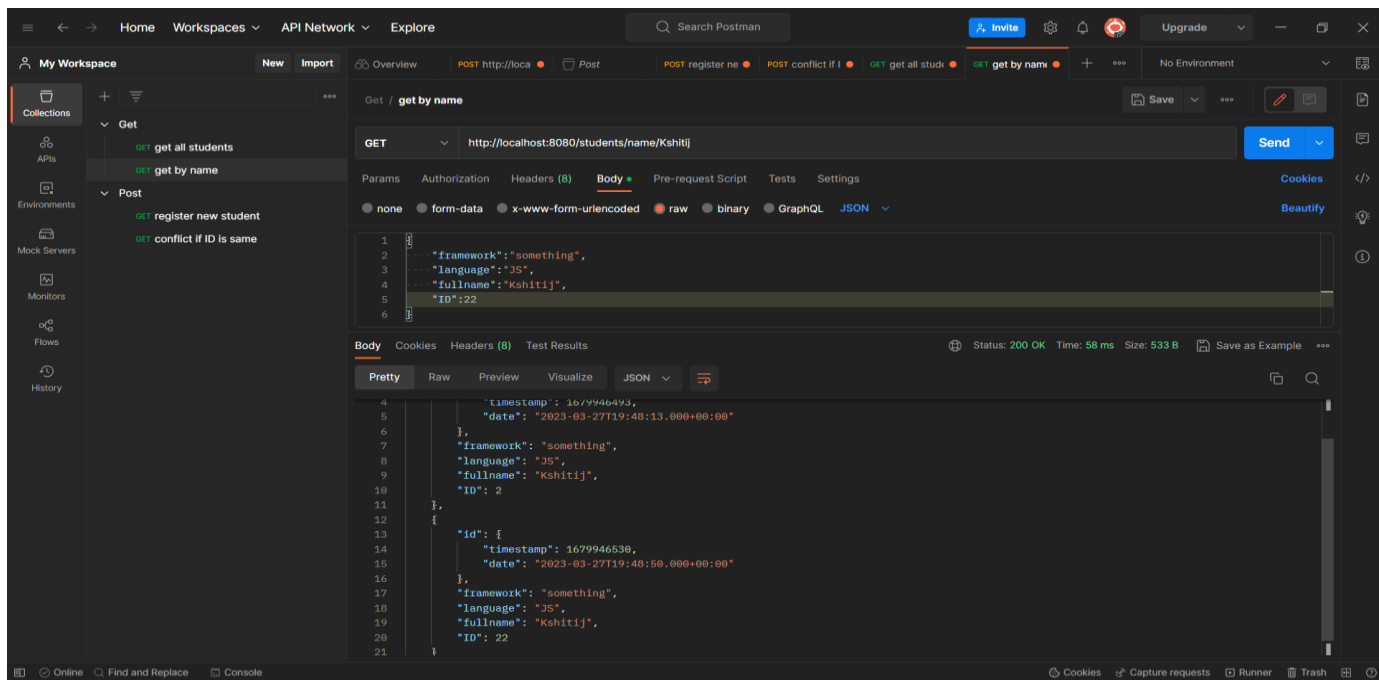 Home Workspaces API Network Explore Search Postman Invite Upgrade
My Workspace New Import Overview POST http://loca Post POST register ne POST conflict if I GET get all stude GET get by name No Environment
Collections
APIs
Environments
Mock Servers
Monitors
Flows
History
Get
GET get all students
GET get by name
Post
GET register new student
GET conflict if ID is same
Get / get by name Save
GET http://localhost:8080/students/name/Kshitij Send
Params Authorization Headers (8) Body Pre-request Script Tests Settings Cookies
none form-data x-www-form-urlencoded raw binary GraphQL JSON Beautify
1 {
2 "framework":"something",
3 "language":"JS",
4 "fullname":"Kshitij",
5 "ID":22
6 }
Body Cookies Headers (8) Test Results Status: 200 OK Time: 58 ms Size: 533 B Save as Example
Pretty Raw Preview Visualize JSON
4 "timestamp": 1679946493,
5 "date": "2023-03-27T19:48:13.000+00:00"
6 },
7 "framework": "something",
8 "language": "JS",
9 "fullname": "Kshitij",
10 "ID": 2
11 },
12 {
13 "id": {
14 "timestamp": 1679946530,
15 "date": "2023-03-27T19:48:50.000+00:00"
16 },
17 "framework": "something",
18 "language": "JS",
19 "fullname": "Kshitij",
20 "ID": 22
21 }
Online Find and Replace Console Cookies Capture requests Runner Trash